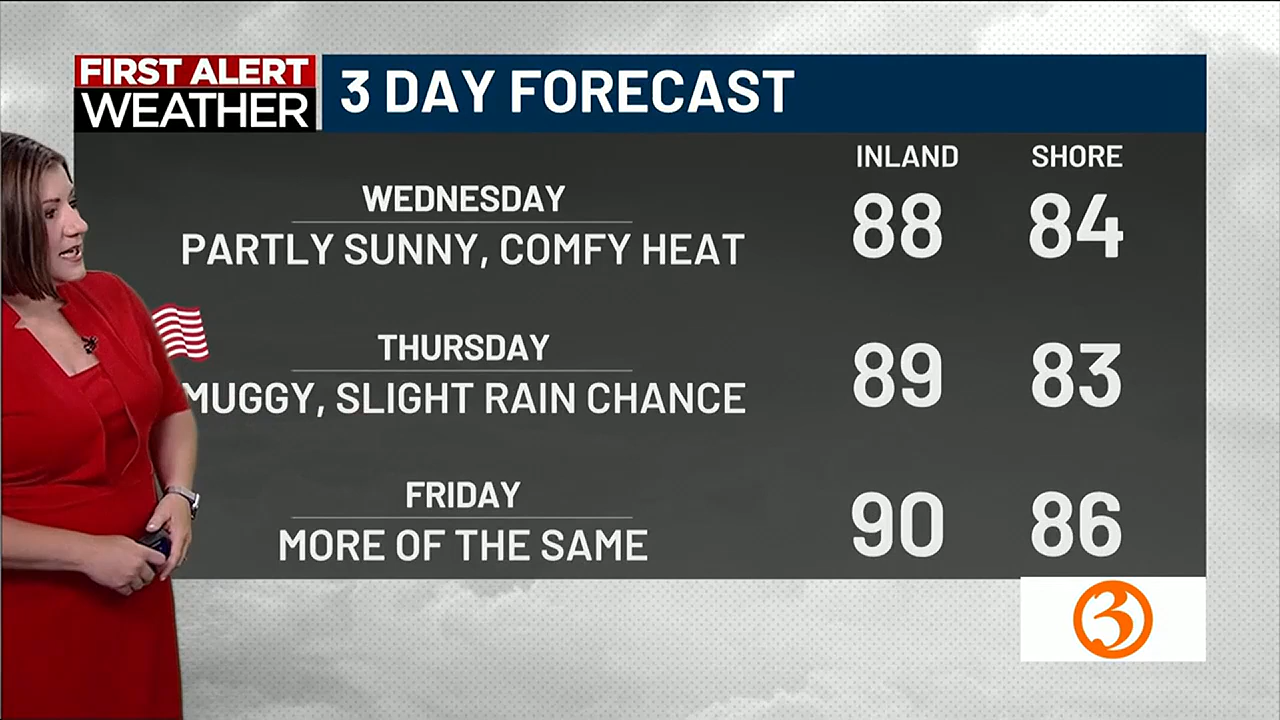 FIRST ALERT
WEATHER
3 DAY FORECAST
INLAND SHORE
WEDNESDAY
PARTLY SUNNY, COMFY HEAT
88 84
THURSDAY
MUGGY, SLIGHT RAIN CHANCE
89 83
FRIDAY
MORE OF THE SAME
90 86
3